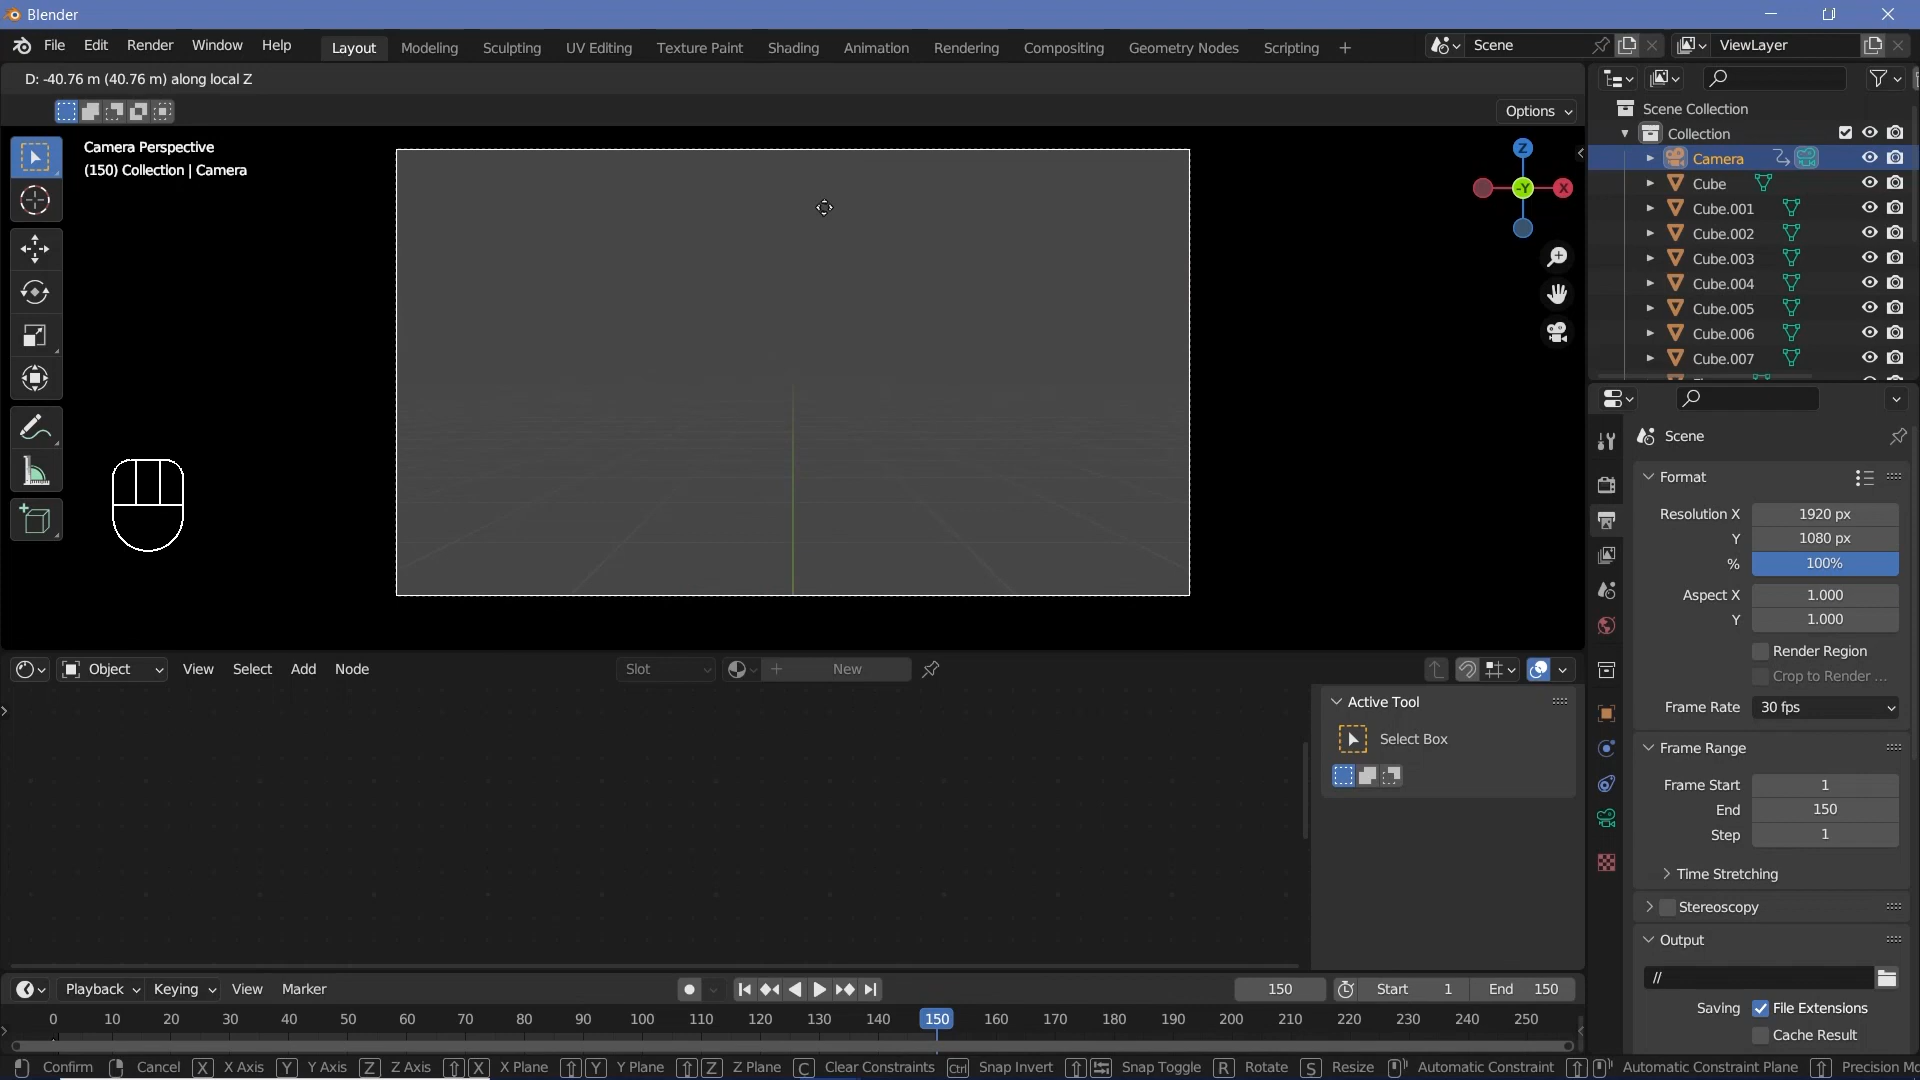 Blender
File Edit Render Window Help Layout Modeling Sculpting UV Editing Texture Paint Shading Animation Rendering Compositing Geometry Nodes Scripting + Scene ViewLayer
D: -40.76 m (40.76 m) along local Z
Options
Camera Perspective
(150) Collection | Camera
Z
-Y
X
Scene Collection
Collection
Camera
Cube
Cube.001
Cube.002
Cube.003
Cube.004
Cube.005
Cube.006
Cube.007
Scene
Format
Resolution X 1920 px
Y 1080 px
% 100%
Aspect X 1.000
Y 1.000
Render Region
Crop to Render ...
Frame Rate 30 fps
Frame Range
Frame Start 1
End 150
Step 1
Time Stretching
Stereoscopy
Output
//
Saving File Extensions
Cache Result
Object View Select Add Node Slot New
Active Tool
Select Box
Playback Keying View Marker 150 Start 1 End 150
0 10 20 30 40 50 60 70 80 90 100 110 120 130 140 150 160 170 180 190 200 210 220 230 240 250
Confirm Cancel X X Axis Y Y Axis Z Z Axis X X Plane Y Y Plane Z Z Plane C Clear Constraints Ctrl Snap Invert Snap Toggle R Rotate S Resize Automatic Constraint Automatic Constraint Plane Precision